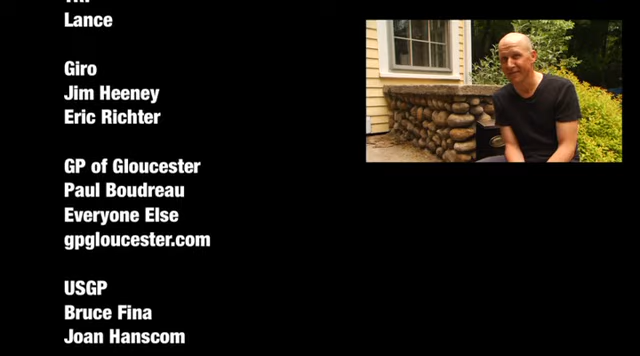 Lance
Giro
Jim Heeney
Eric Richter
GP of Gloucester
Paul Boudreau
Everyone Else
gpgloucester.com
USGP
Bruce Fina
Joan Hanscom